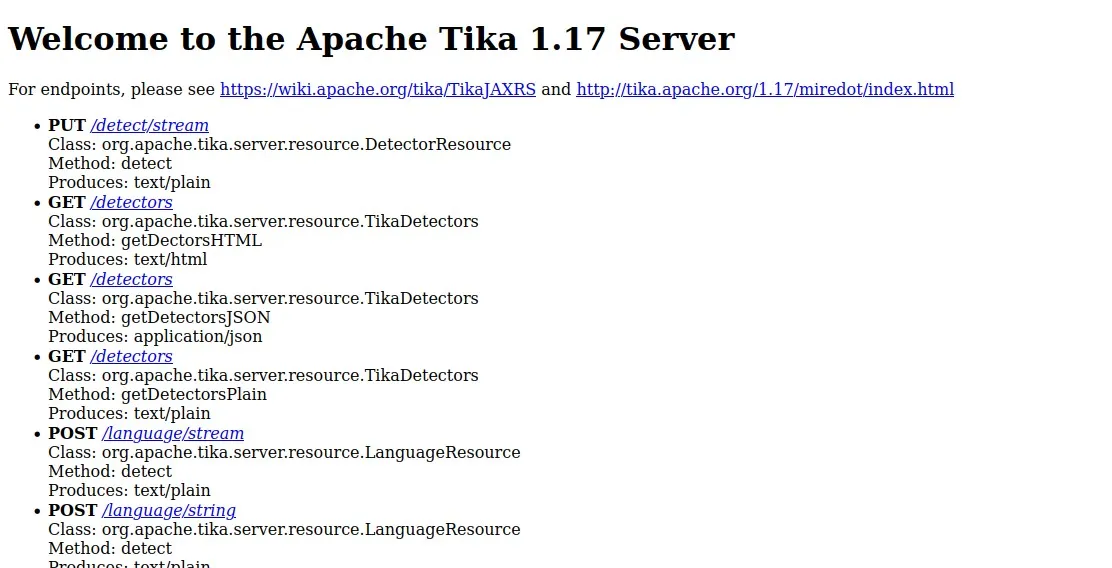 Welcome to the Apache Tika 1.17 Server
For endpoints, please see https://wiki.apache.org/tika/TikaJAXRS and http://tika.apache.org/1.17/miredot/index.html
• PUT /detect/stream
Class: org.apache.tika.server.resource.DetectorResource
Method: detect
Produces: text/plain
• GET /detectors
Class: org.apache.tika.server.resource.TikaDetectors
Method: getDectorsHTML
Produces: text/html
• GET /detectors
Class: org.apache.tika.server.resource.TikaDetectors
Method: getDetectorsJSON
Produces: application/json
• GET /detectors
Class: org.apache.tika.server.resource.TikaDetectors
Method: getDetectorsPlain
Produces: text/plain
• POST /language/stream
Class: org.apache.tika.server.resource.LanguageResource
Method: detect
Produces: text/plain
• POST /language/string
Class: org.apache.tika.server.resource.LanguageResource
Method: detect
Produces: text/plain